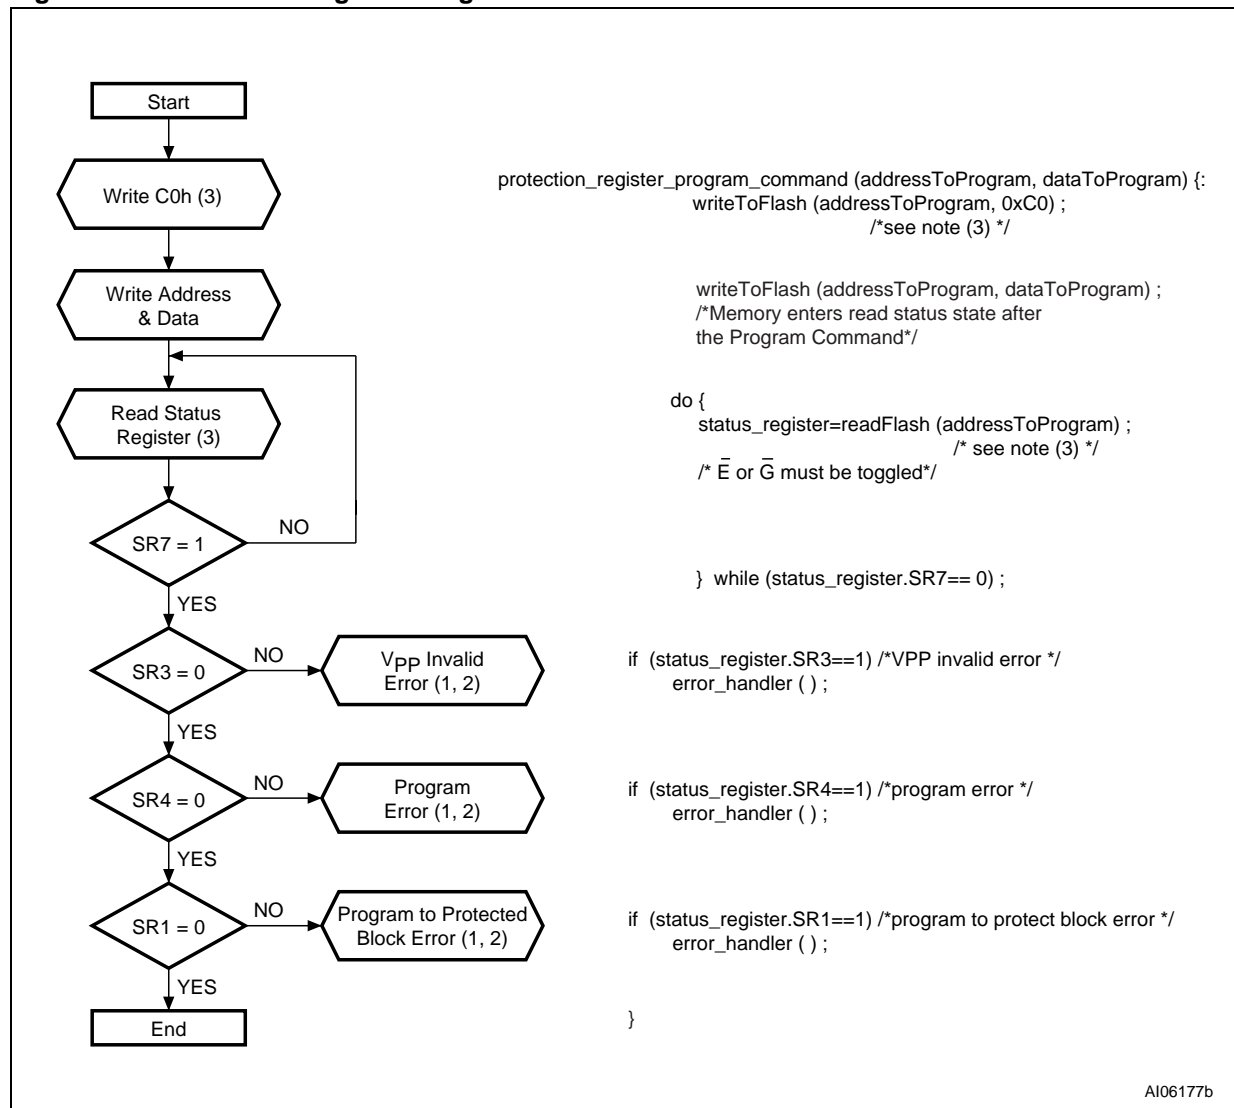 Start
Write C0h (3)
protection_register_program_command (addressToProgram, dataToProgram) {:
writeToFlash (addressToProgram, 0xC0) ;
/*see note (3) */
Write Address
& Data
writeToFlash (addressToProgram, dataToProgram) ;
/*Memory enters read status state after
the Program Command*/
Read Status
Register (3)
do {
status_register=readFlash (addressToProgram) ;
/* see note (3) */
/* E̅ or G̅ must be toggled*/
SR7 = 1
NO
} while (status_register.SR7== 0) ;
YES
SR3 = 0
NO
VPP Invalid
Error (1, 2)
if (status_register.SR3==1) /*VPP invalid error */
error_handler ( ) ;
YES
SR4 = 0
NO
Program
Error (1, 2)
if (status_register.SR4==1) /*program error */
error_handler ( ) ;
YES
SR1 = 0
NO
Program to Protected
Block Error (1, 2)
if (status_register.SR1==1) /*program to protect block error */
error_handler ( ) ;
YES
End
}
AI06177b